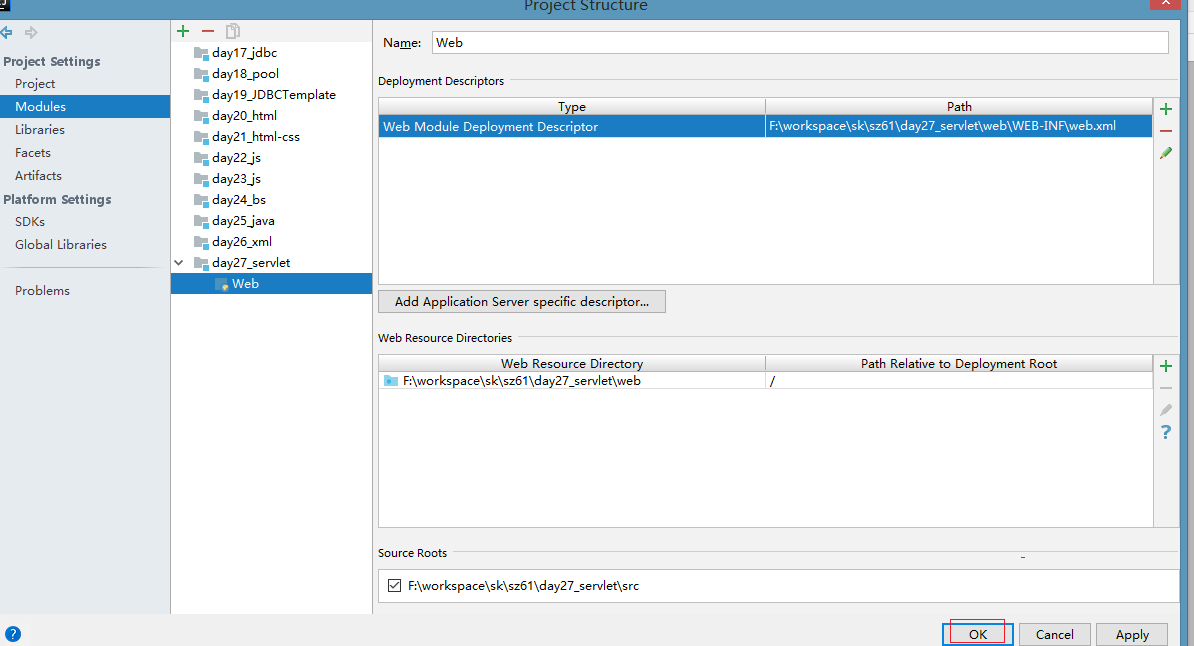 Project Structure
Project Settings
Project
Modules
Libraries
Facets
Artifacts
Platform Settings
SDKs
Global Libraries
Problems
day17_jdbc
day18_pool
day19_JDBCTemplate
day20_html
day21_html-css
day22_js
day23_js
day24_bs
day25_java
day26_xml
day27_servlet
Web
Name: Web
Deployment Descriptors
Type Path
Web Module Deployment Descriptor F:\workspace\sk\sz61\day27_servlet\web\WEB-INF\web.xml
Add Application Server specific descriptor...
Web Resource Directories
Web Resource Directory Path Relative to Deployment Root
F:\workspace\sk\sz61\day27_servlet\web /
Source Roots
F:\workspace\sk\sz61\day27_servlet\src
OK Cancel Apply